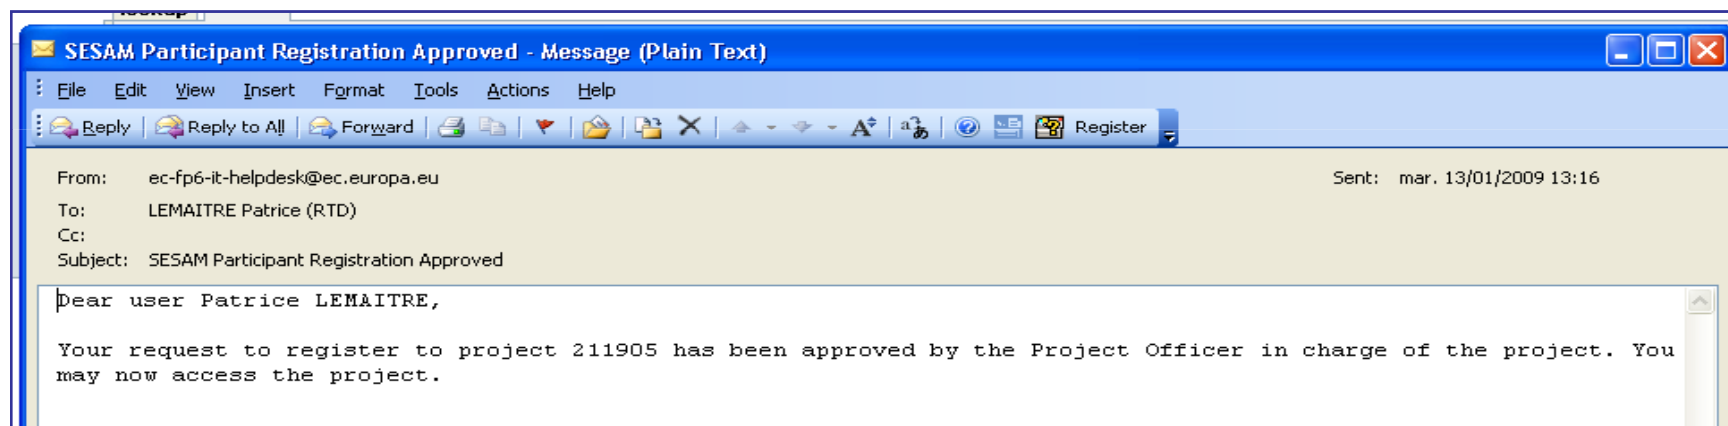 lookup
SESAM Participant Registration Approved - Message (Plain Text)
File Edit View Insert Format Tools Actions Help
Reply Reply to All Forward Register
From: ec-fp6-it-helpdesk@ec.europa.eu Sent: mar. 13/01/2009 13:16
To: LEMAITRE Patrice (RTD)
Cc:
Subject: SESAM Participant Registration Approved
Dear user Patrice LEMAITRE,
Your request to register to project 211905 has been approved by the Project Officer in charge of the project. You
may now access the project.